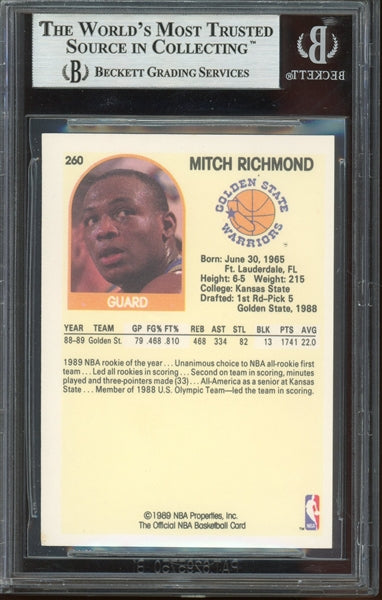 THE WORLD'S MOST TRUSTED
SOURCE IN COLLECTING™
BECKETT GRADING SERVICES
BECKETT
260
MITCH RICHMOND
GOLDEN STATE
WARRIORS
GUARD
Born: June 30, 1965
Ft. Lauderdale, FL
Height: 6-5 Weight: 215
College: Kansas State
Drafted: 1st Rd-Pick 5
Golden State, 1988
YEAR TEAM GP FG% FT% REB AST STL BLK PTS AVG
88-89 Golden St. 79 .468 .810 468 334 82 13 1741 22.0
1989 NBA rookie of the year . . . Unanimous choice to NBA all-rookie first
team . . . Led all rookies in scoring . . . Second on team in scoring, minutes
played and three-pointers made (33) . . . All-America as a senior at Kansas
State . . . Member of 1988 U.S. Olympic Team—led the team in scoring.
©1989 NBA Properties, Inc.
The Official NBA Basketball Card